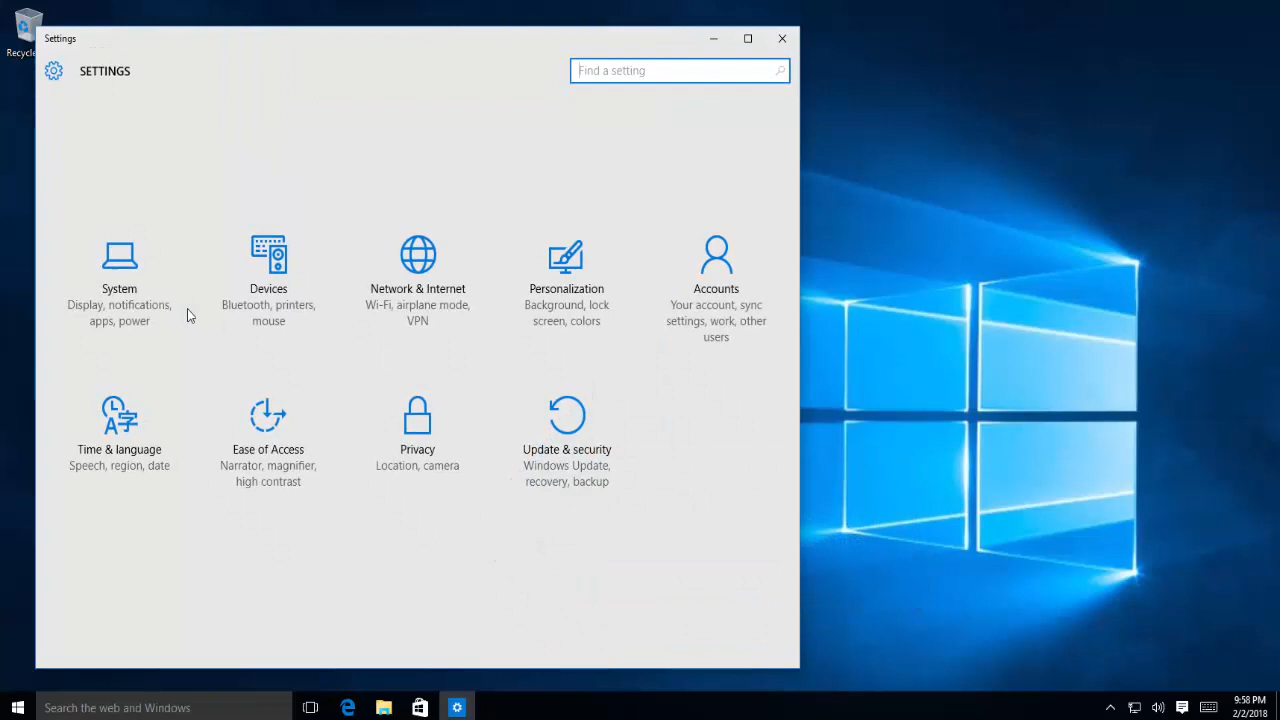 Recycle
Settings
SETTINGS
Find a setting
System
Display, notifications,
apps, power
Devices
Bluetooth, printers,
mouse
Network & Internet
Wi-Fi, airplane mode,
VPN
Personalization
Background, lock
screen, colors
Accounts
Your account, sync
settings, work, other
users
Time & language
Speech, region, date
Ease of Access
Narrator, magnifier,
high contrast
Privacy
Location, camera
Update & security
Windows Update,
recovery, backup
Search the web and Windows
9:58 PM
2/2/2018